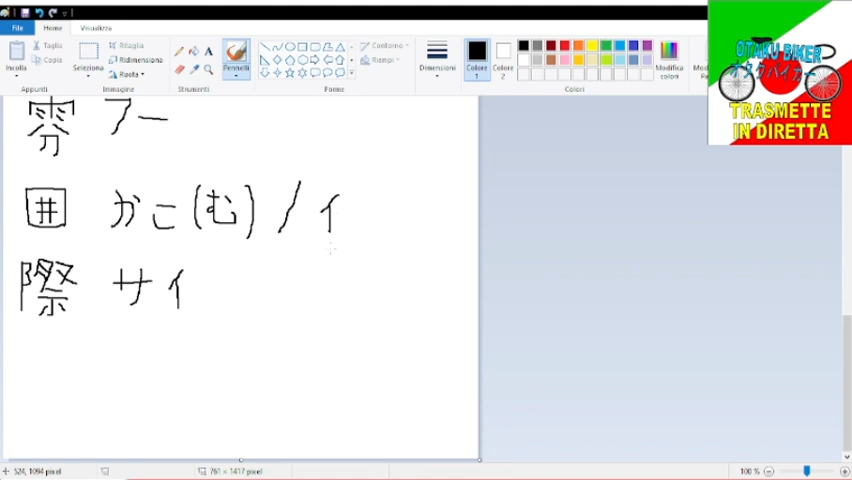 File
Home
Visualizza
Incolla
Taglia
Copia
Appunti
Seleziona
Ritaglia
Ridimensiona
Ruota
Immagine
A
Strumenti
Pennelli
Contorno
Riempi
Forme
Dimensioni
Colore 1
Colore 2
Modifica colori
Colori
OTAKU BIKER
オタクバイカー
TRASMETTE
IN DIRETTA
雰 フー
囲 かこ(む) / イ
際 サイ
524, 1094 pixel
761 × 1417 pixel
100 %